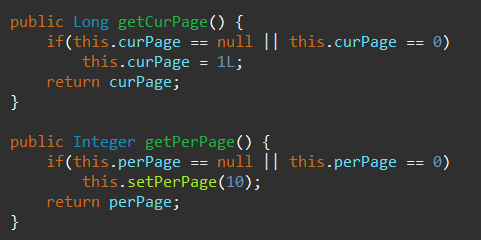 public Long getCurPage() {
    if(this.curPage == null || this.curPage == 0)
        this.curPage = 1L;
    return curPage;
}

public Integer getPerPage() {
    if(this.perPage == null || this.perPage == 0)
        this.setPerPage(10);
    return perPage;
}